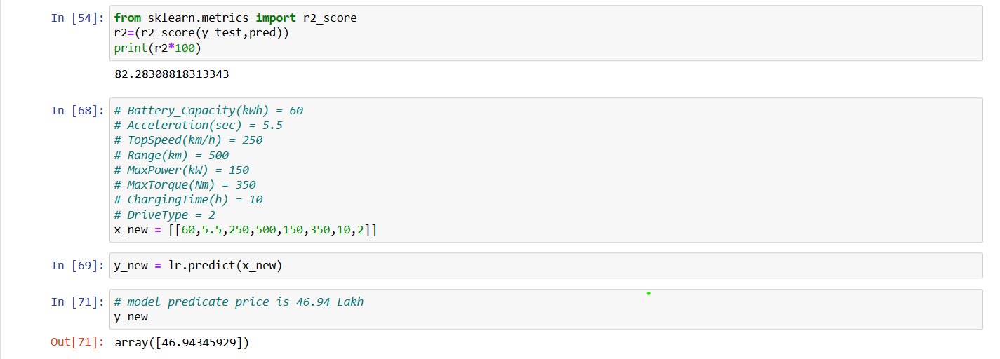 In [54]: from sklearn.metrics import r2_score
r2=(r2_score(y_test,pred))
print(r2*100)
82.28308818313343
In [68]: # Battery_Capacity(kWh) = 60
# Acceleration(sec) = 5.5
# TopSpeed(km/h) = 250
# Range(km) = 500
# MaxPower(kW) = 150
# MaxTorque(Nm) = 350
# ChargingTime(h) = 10
# DriveType = 2
x_new = [[60,5.5,250,500,150,350,10,2]]
In [69]: y_new = lr.predict(x_new)
In [71]: # model predicate price is 46.94 Lakh
y_new
Out[71]: array([46.94345929])